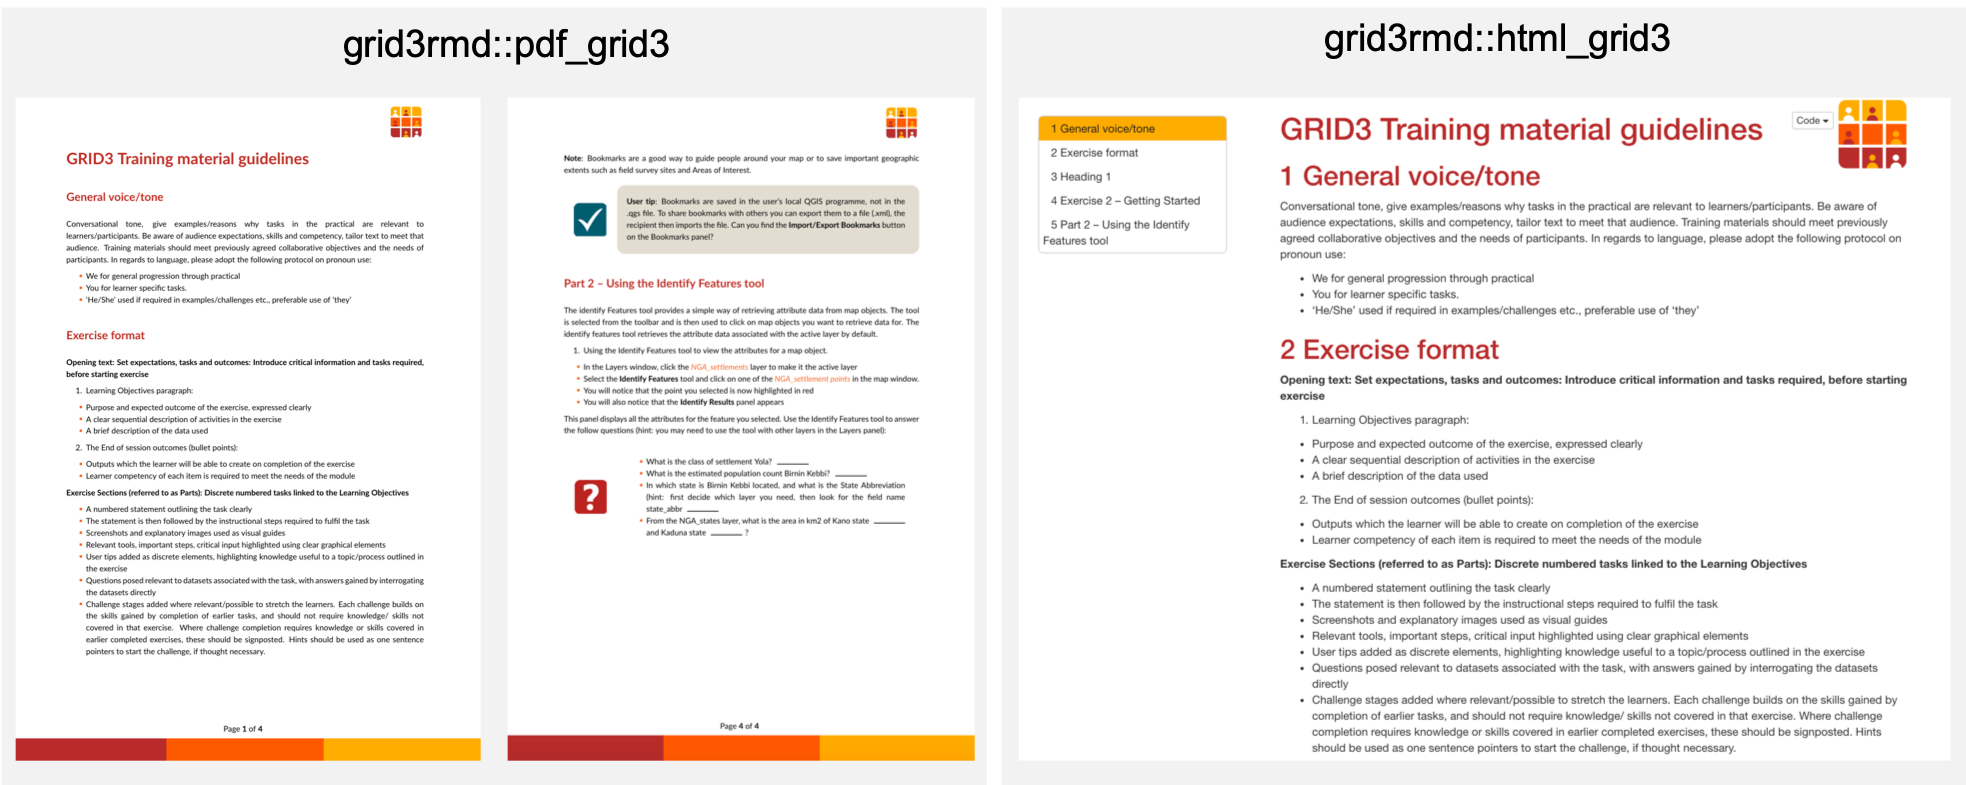 grid3rmd::pdf_grid3
GRID3 Training material guidelines
General voice/tone
Conversational tone, give examples/reasons why tasks in the practical are relevant to
learners/participants. Be aware of audience expectations, skills and competency, tailor text to meet that
audience. Training materials should meet previously agreed collaborative objectives and the needs of
participants. In regards to language, please adopt the following protocol on pronoun use:
• We for general progression through practical
• You for learner specific tasks.
• ‘He/She’ used if required in examples/challenges etc., preferable use of ‘they’
Exercise format
Opening text: Set expectations, tasks and outcomes: Introduce critical information and tasks required,
before starting exercise
1. Learning Objectives paragraph:
• Purpose and expected outcome of the exercise, expressed clearly
• A clear sequential description of activities in the exercise
• A brief description of the data used
2. The End of session outcomes (bullet points):
• Outputs which the learner will be able to create on completion of the exercise
• Learner competency of each item is required to meet the needs of the module
Exercise Sections (referred to as Parts): Discrete numbered tasks linked to the Learning Objectives
• A numbered statement outlining the task clearly
• The statement is then followed by the instructional steps required to fulfil the task
• Screenshots and explanatory images used as visual guides
• Relevant tools, important steps, critical input highlighted using clear graphical elements
• User tips added as discrete elements, highlighting knowledge useful to a topic/process outlined in
the exercise
• Questions posed relevant to datasets associated with the task, with answers gained by interrogating
the datasets directly
• Challenge stages added where relevant/possible to stretch the learners. Each challenge builds on
the skills gained by completion of earlier tasks, and should not require knowledge/ skills not
covered in that exercise. Where challenge completion requires knowledge or skills covered in
earlier completed exercises, these should be signposted. Hints should be used as one sentence
pointers to start the challenge, if thought necessary.
Page 1 of 4
Note: Bookmarks are a good way to guide people around your map or to save important geographic
extents such as field survey sites and Areas of Interest.
User tip: Bookmarks are saved in the user’s local QGIS programme, not in the
.qgs file. To share bookmarks with others you can export them to a file (.xml), the
recipient then imports the file. Can you find the Import/Export Bookmarks button
on the Bookmarks panel?
Part 2 – Using the Identify Features tool
The identify Features tool provides a simple way of retrieving attribute data from map objects. The tool
is selected from the toolbar and is then used to click on map objects you want to retrieve data for. The
identify features tool retrieves the attribute data associated with the active layer by default.
1. Using the Identify Features tool to view the attributes for a map object.
• In the Layers window, click the NGA_settlements layer to make it the active layer
• Select the Identify Features tool and click on one of the NGA_settlement points in the map window.
• You will notice that the point you selected is now highlighted in red
• You will also notice that the Identify Results panel appears
This panel displays all the attributes for the feature you selected. Use the Identify Features tool to answer
the follow questions (hint: you may need to use the tool with other layers in the Layers panel):
?
• What is the class of settlement Yola? ______
• What is the estimated population count Birnin Kebbi? ______
• In which state is Birnin Kebbi located, and what is the State Abbreviation
(hint: first decide which layer you need, then look for the field name
state_abbr ______
• From the NGA_states layer, what is the area in km2 of Kano state ______
and Kaduna state ______ ?
Page 4 of 4
grid3rmd::html_grid3
1 General voice/tone
2 Exercise format
3 Heading 1
4 Exercise 2 – Getting Started
5 Part 2 – Using the Identify
Features tool
GRID3 Training material guidelines
Code
1 General voice/tone
Conversational tone, give examples/reasons why tasks in the practical are relevant to learners/participants. Be aware of
audience expectations, skills and competency, tailor text to meet that audience. Training materials should meet previously
agreed collaborative objectives and the needs of participants. In regards to language, please adopt the following protocol on
pronoun use:
• We for general progression through practical
• You for learner specific tasks.
• ‘He/She’ used if required in examples/challenges etc., preferable use of ‘they’
2 Exercise format
Opening text: Set expectations, tasks and outcomes: Introduce critical information and tasks required, before starting
exercise
1. Learning Objectives paragraph:
• Purpose and expected outcome of the exercise, expressed clearly
• A clear sequential description of activities in the exercise
• A brief description of the data used
2. The End of session outcomes (bullet points):
• Outputs which the learner will be able to create on completion of the exercise
• Learner competency of each item is required to meet the needs of the module
Exercise Sections (referred to as Parts): Discrete numbered tasks linked to the Learning Objectives
• A numbered statement outlining the task clearly
• The statement is then followed by the instructional steps required to fulfil the task
• Screenshots and explanatory images used as visual guides
• Relevant tools, important steps, critical input highlighted using clear graphical elements
• User tips added as discrete elements, highlighting knowledge useful to a topic/process outlined in the exercise
• Questions posed relevant to datasets associated with the task, with answers gained by interrogating the datasets
directly
• Challenge stages added where relevant/possible to stretch the learners. Each challenge builds on the skills gained by
completion of earlier tasks, and should not require knowledge/ skills not covered in that exercise. Where challenge
completion requires knowledge or skills covered in earlier completed exercises, these should be signposted. Hints
should be used as one sentence pointers to start the challenge, if thought necessary.